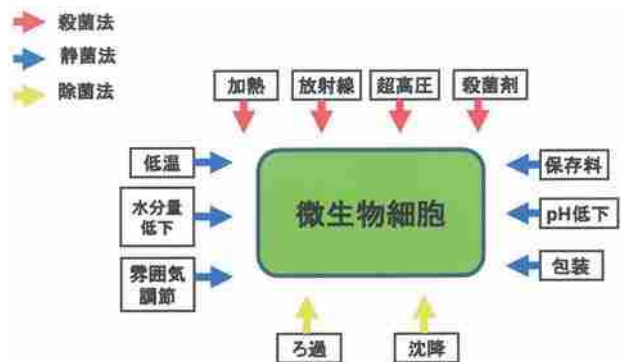 殺菌法
静菌法
除菌法
加熱
放射線
超高圧
殺菌剤
低温
水分量
低下
雰囲気
調節
微生物細胞
保存料
pH低下
包装
ろ過
沈降